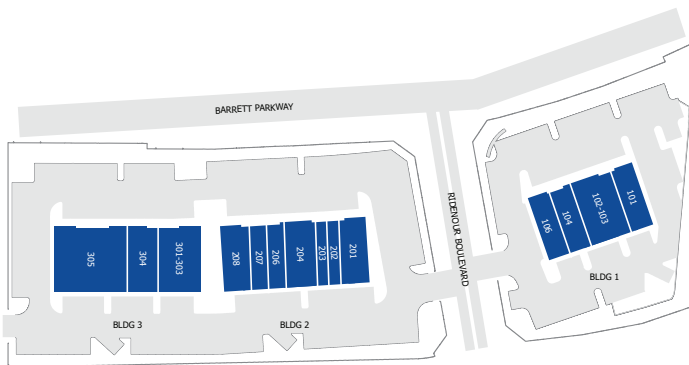 BARRETT PARKWAY
RIDENOUR BOULEVARD
305
304
301-303
208
207
206
204
203
202
201
106
104
102-103
101
BLDG 3
BLDG 2
BLDG 1